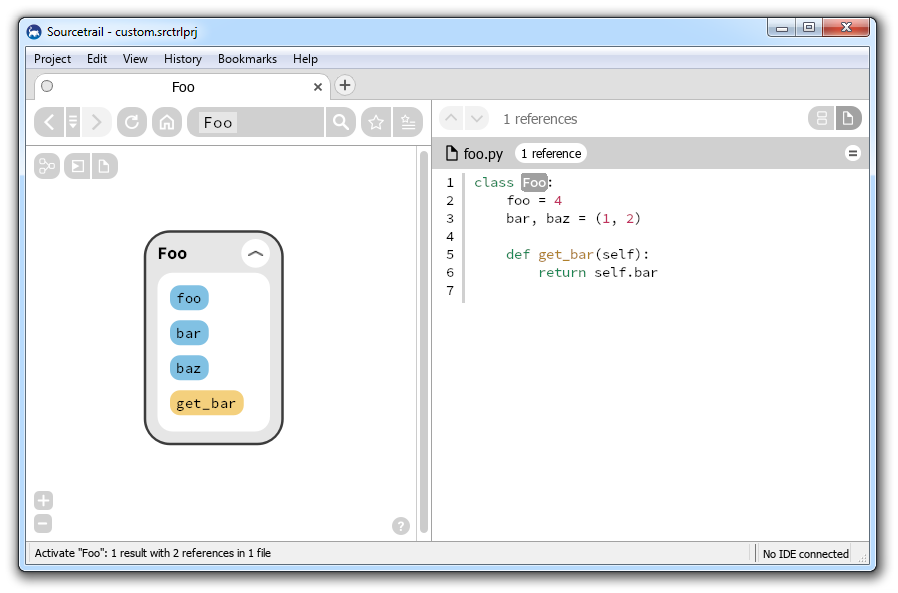 Sourcetrail - custom.srctrlprj
Project Edit View History Bookmarks Help
Foo
Foo
1 references
foo.py 1 reference
Foo
foo
bar
baz
get_bar
1 class Foo:
2 foo = 4
3 bar, baz = (1, 2)
4
5 def get_bar(self):
6 return self.bar
7
?
Activate "Foo": 1 result with 2 references in 1 file
No IDE connected